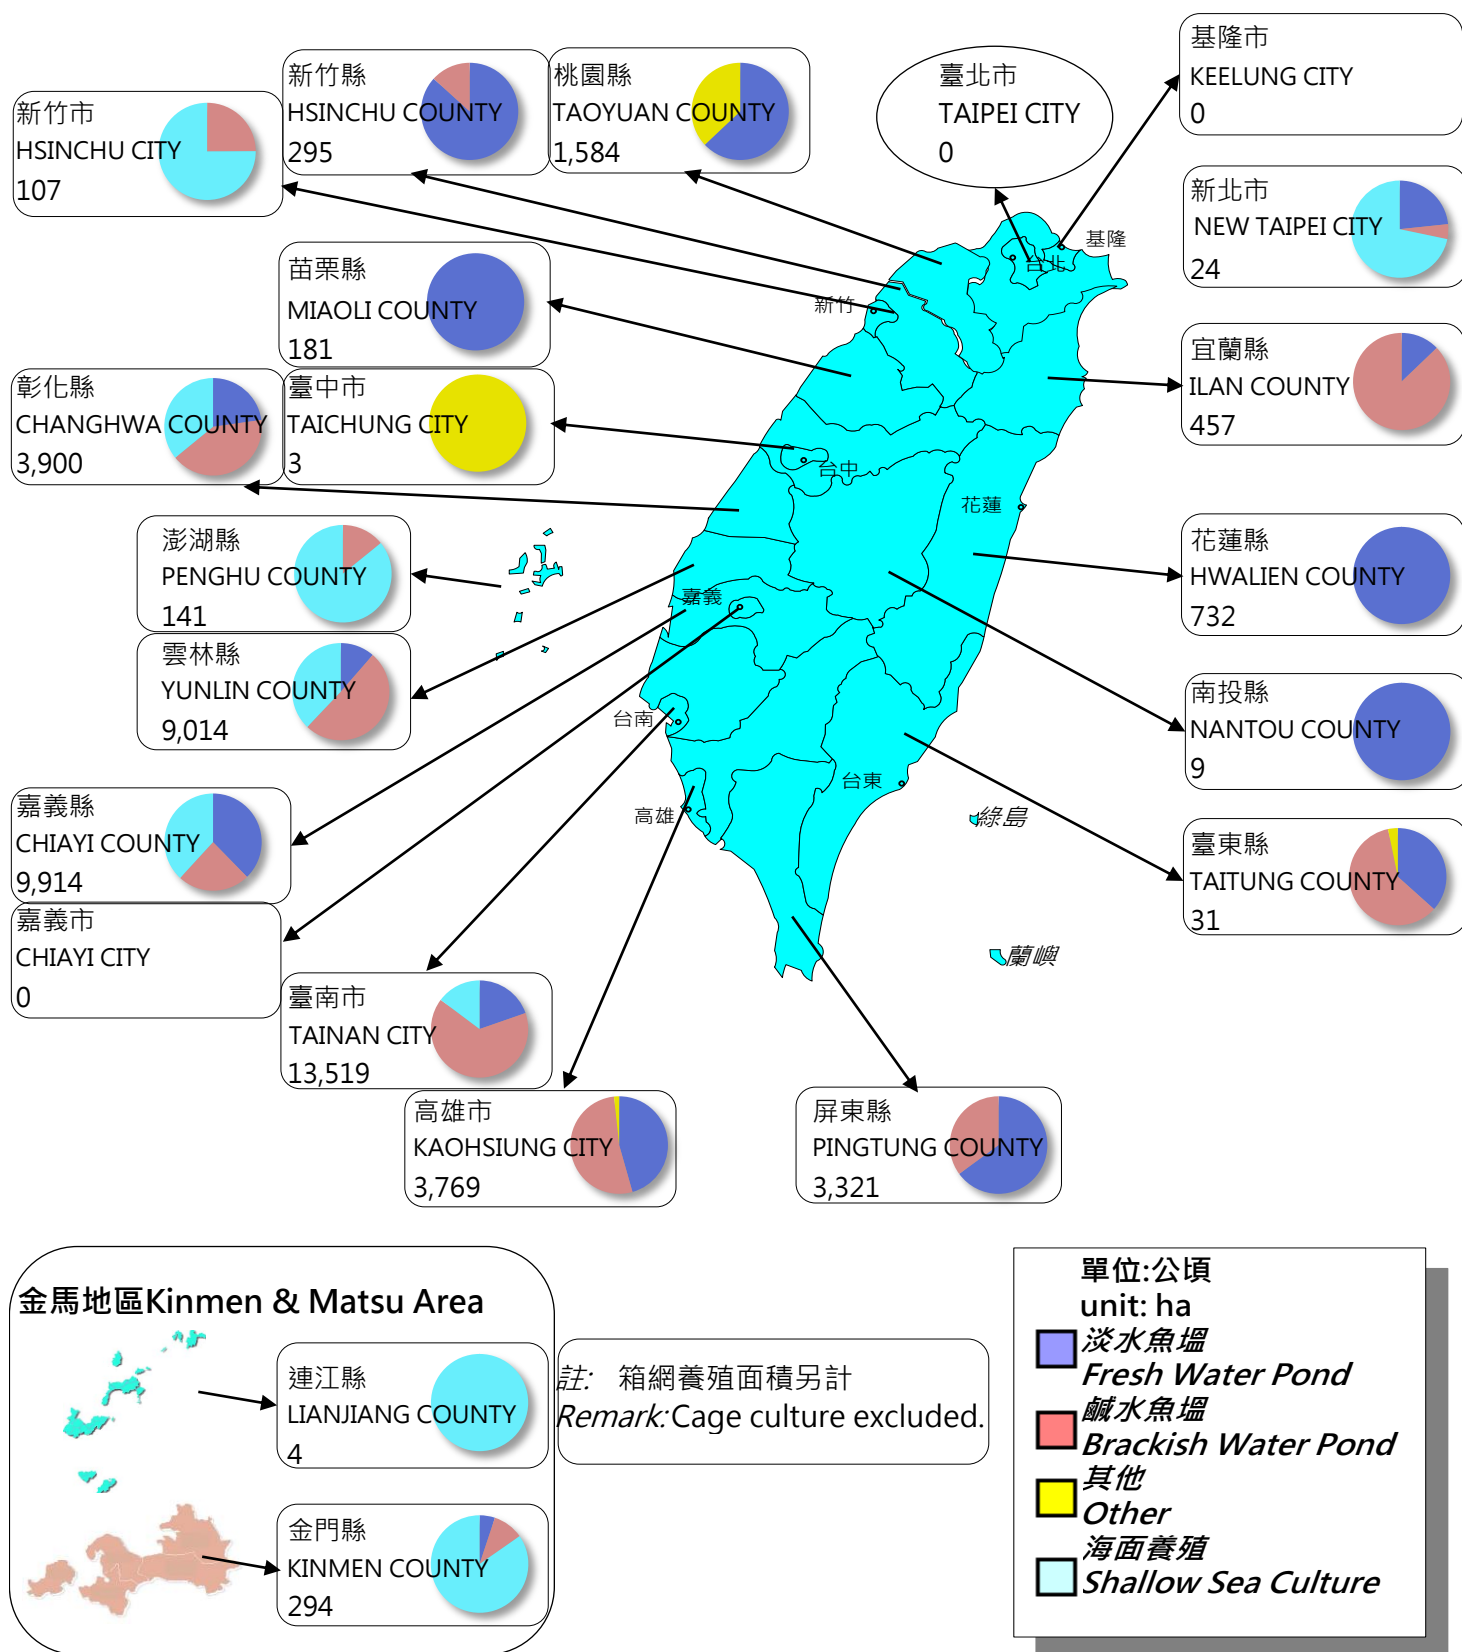 基隆市
KEELUNG CITY
0
臺北市
TAIPEI CITY
0
桃園縣
TAOYUAN COUNTY
1,584
新竹縣
HSINCHU COUNTY
295
新竹市
HSINCHU CITY
107
新北市
NEW TAIPEI CITY
24
苗栗縣
MIAOLI COUNTY
181
宜蘭縣
ILAN COUNTY
457
彰化縣
CHANGHWA COUNTY
3,900
臺中市
TAICHUNG CITY
3
基隆
台北
新竹
台中
花蓮
嘉義
台南
台東
高雄
綠島
蘭嶼
澎湖縣
PENGHU COUNTY
141
花蓮縣
HWALIEN COUNTY
732
雲林縣
YUNLIN COUNTY
9,014
南投縣
NANTOU COUNTY
9
嘉義縣
CHIAYI COUNTY
9,914
臺東縣
TAITUNG COUNTY
31
嘉義市
CHIAYI CITY
0
臺南市
TAINAN CITY
13,519
高雄市
KAOHSIUNG CITY
3,769
屏東縣
PINGTUNG COUNTY
3,321
金馬地區Kinmen & Matsu Area
連江縣
LIANJIANG COUNTY
4
金門縣
KINMEN COUNTY
294
註: 箱網養殖面積另計
Remark:Cage culture excluded.
單位:公頃
unit: ha
淡水魚塭
Fresh Water Pond
鹹水魚塭
Brackish Water Pond
其他
Other
海面養殖
Shallow Sea Culture